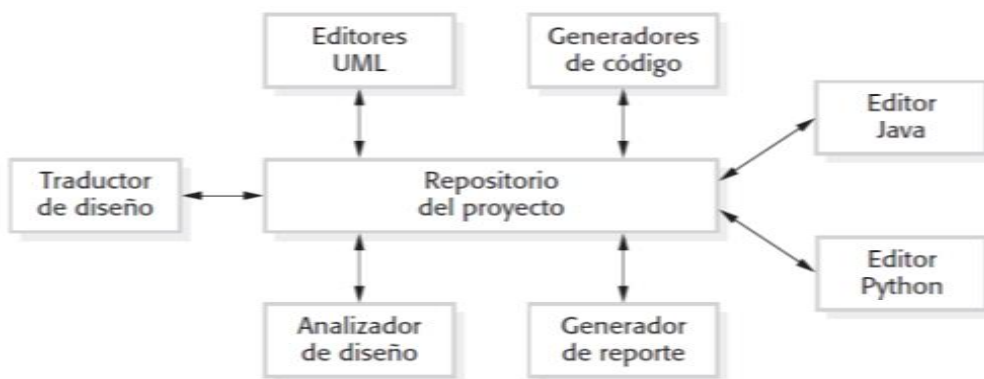 Editores
UML
Generadores
de código
Editor
Java
Traductor
de diseño
Repositorio
del proyecto
Editor
Python
Analizador
de diseño
Generador
de reporte